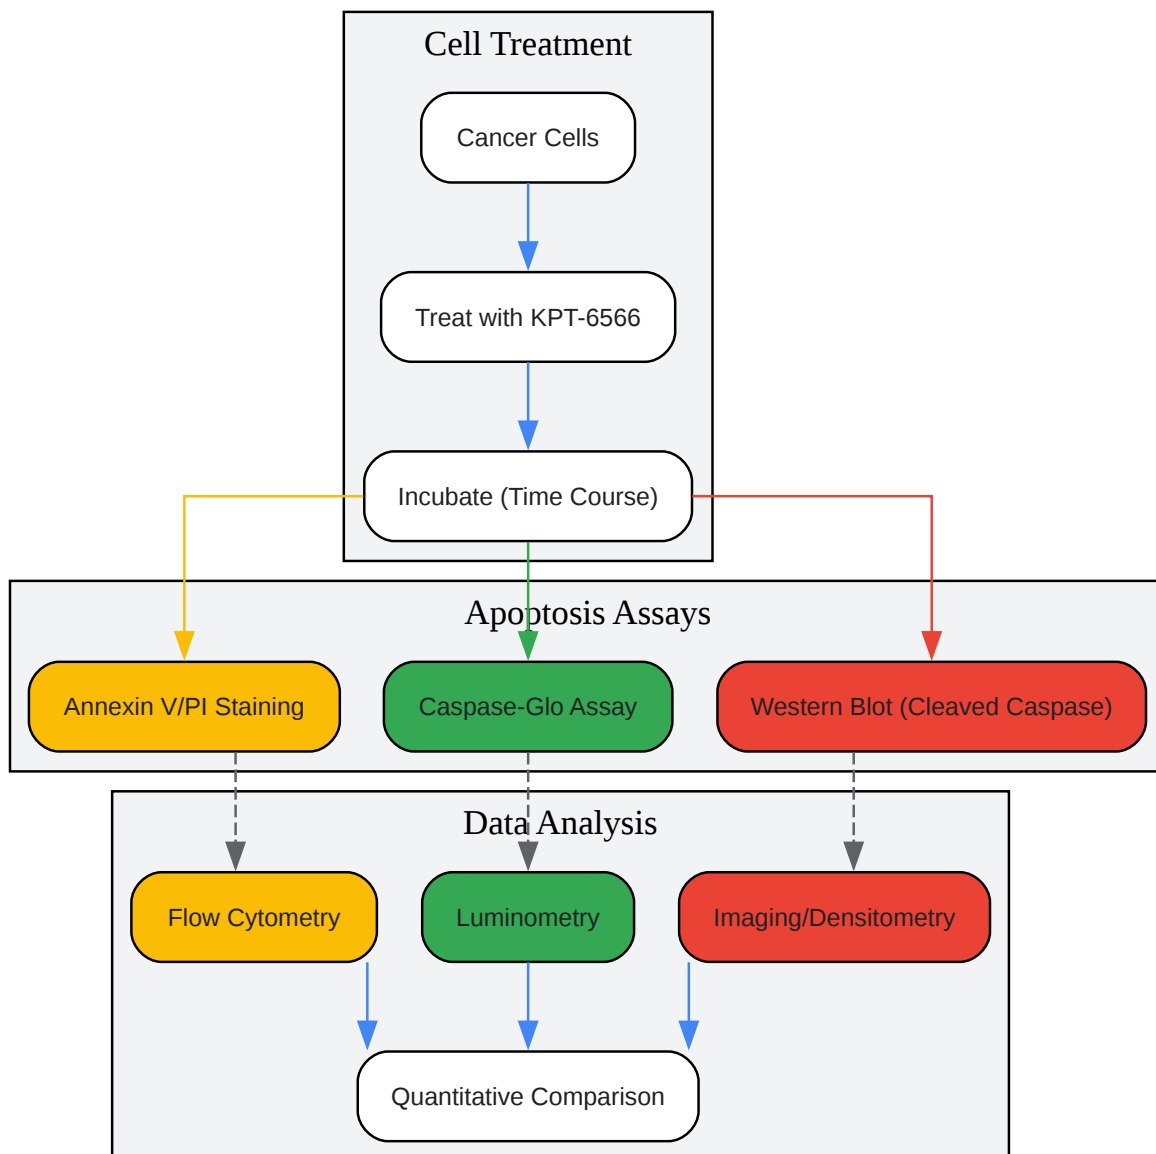 Cell Treatment
Cancer Cells
Treat with KPT-6566
Incubate (Time Course)
Apoptosis Assays
Annexin V/PI Staining
Caspase-Glo Assay
Western Blot (Cleaved Caspase)
Data Analysis
Flow Cytometry
Luminometry
Imaging/Densitometry
Quantitative Comparison